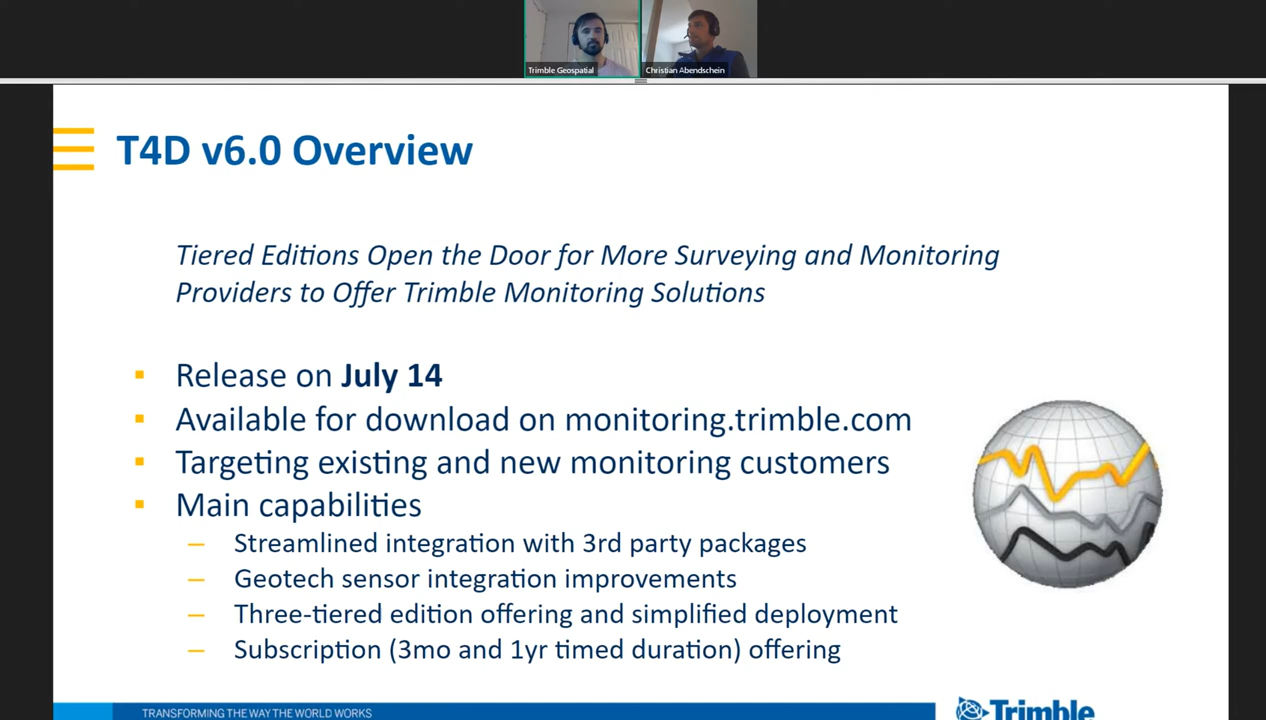 Trimble Geospatial
Christian Abendschein
T4D v6.0 Overview
Tiered Editions Open the Door for More Surveying and Monitoring
Providers to Offer Trimble Monitoring Solutions
Release on July 14
Available for download on monitoring.trimble.com
Targeting existing and new monitoring customers
Main capabilities
Streamlined integration with 3rd party packages
Geotech sensor integration improvements
Three-tiered edition offering and simplified deployment
Subscription (3mo and 1yr timed duration) offering
TRANSFORMING THE WAY THE WORLD WORKS
Trimble